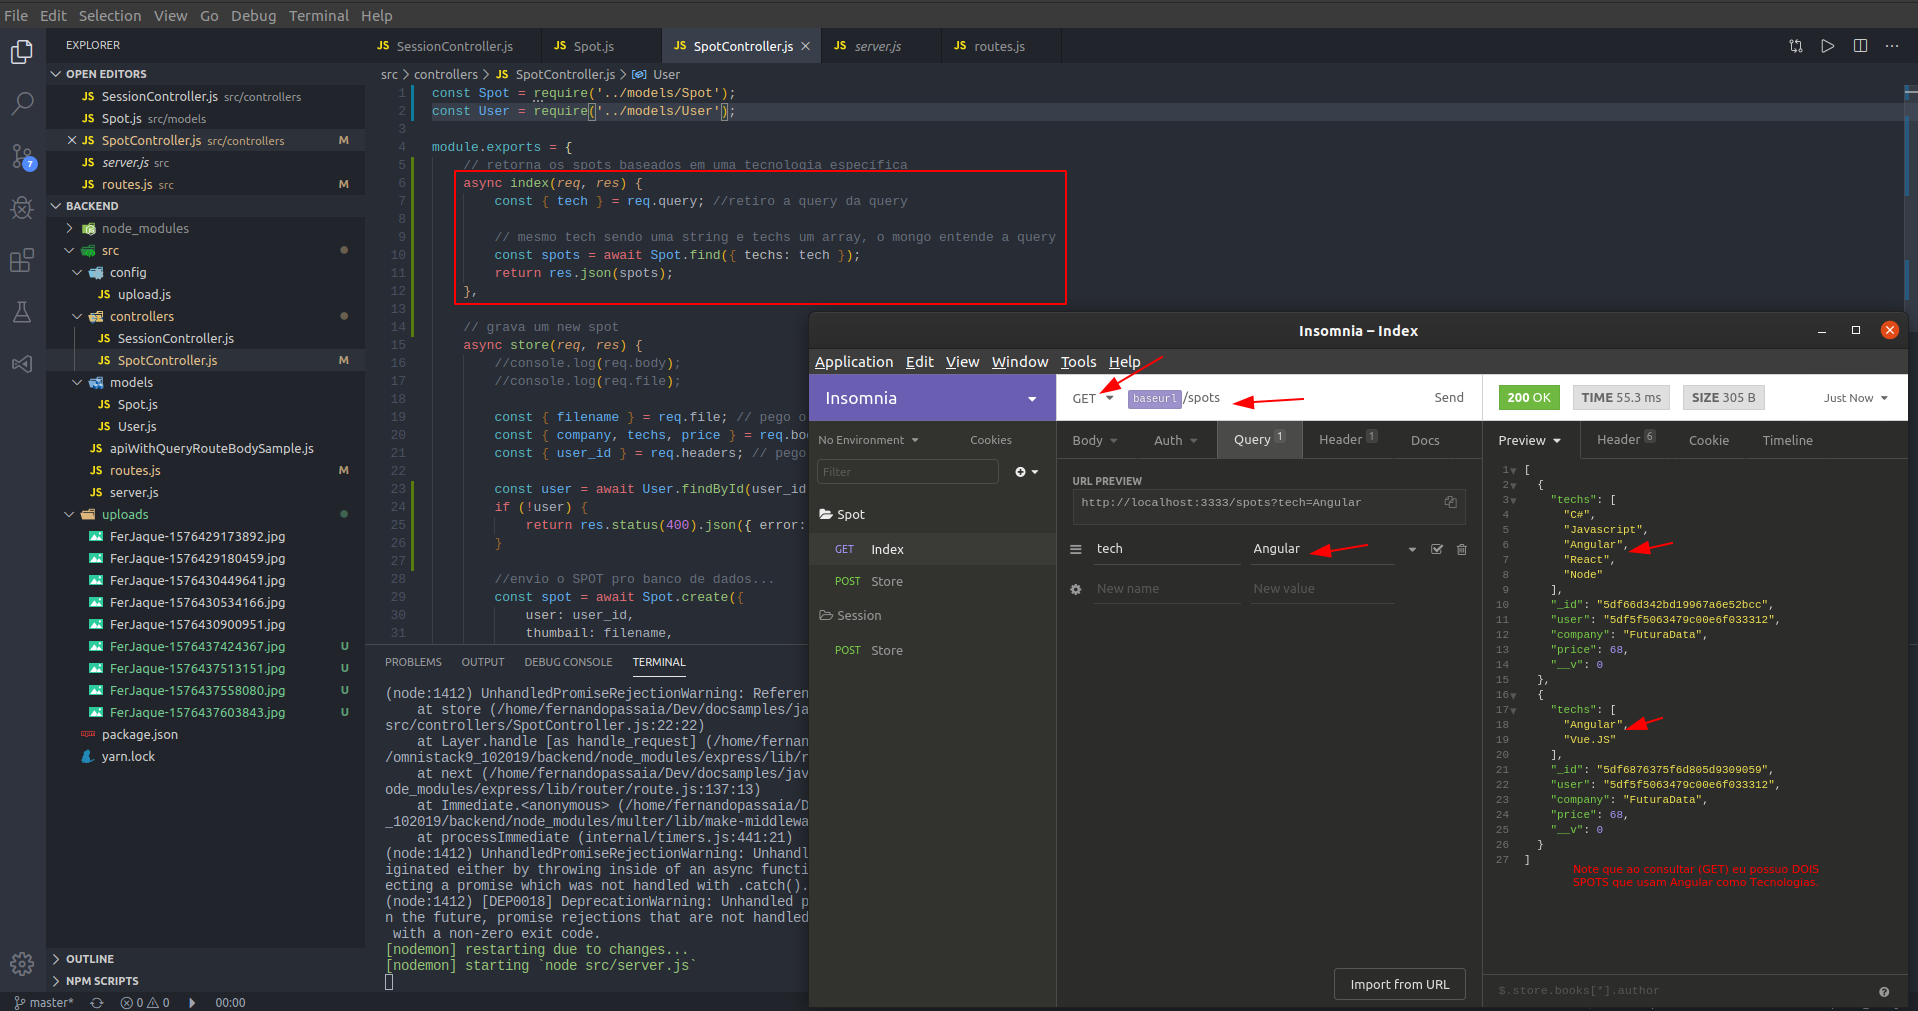 File Edit Selection View Go Debug Terminal Help
EXPLORER
OPEN EDITORS
JS SessionController.js src/controllers
JS Spot.js src/models
JS SpotController.js src/controllers M
JS server.js src
JS routes.js src M
BACKEND
node_modules
src
config
JS upload.js
controllers
JS SessionController.js
JS SpotController.js M
models
JS Spot.js
JS User.js
JS apiWithQueryRouteBodySample.js
JS routes.js M
JS server.js
uploads
FerJaque-1576429173892.jpg
FerJaque-1576429180459.jpg
FerJaque-1576430449641.jpg
FerJaque-1576430534166.jpg
FerJaque-1576430900951.jpg
FerJaque-1576437424367.jpg U
FerJaque-1576437513151.jpg U
FerJaque-1576437558080.jpg U
FerJaque-1576437603843.jpg U
package.json
yarn.lock
OUTLINE
NPM SCRIPTS
7
master* 0 0 00:00
JS SessionController.js JS Spot.js JS SpotController.js JS server.js JS routes.js
src > controllers > JS SpotController.js > User
1 const Spot = require('../models/Spot');
2 const User = require('../models/User');
3
4 module.exports = {
5 // retorna os spots baseados em uma tecnologia específica
6 async index(req, res) {
7 const { tech } = req.query; //retiro a query da query
8
9 // mesmo tech sendo uma string e techs um array, o mongo entende a query
10 const spots = await Spot.find({ techs: tech });
11 return res.json(spots);
12 },
13
14 // grava um new spot
15 async store(req, res) {
16 //console.log(req.body);
17 //console.log(req.file);
18
19 const { filename } = req.file; // pego o
20 const { company, techs, price } = req.bo
21 const { user_id } = req.headers; // pego
22
23 const user = await User.findById(user_id
24 if (!user) {
25 return res.status(400).json({ error:
26 }
27
28 //envio o SPOT pro banco de dados...
29 const spot = await Spot.create({
30 user: user_id,
31 thumbail: filename,
PROBLEMS OUTPUT DEBUG CONSOLE TERMINAL
(node:1412) UnhandledPromiseRejectionWarning: Referen
at store (/home/fernandopassaia/Dev/docsamples/ja
src/controllers/SpotController.js:22:22)
at Layer.handle [as handle_request] (/home/fernan
/omnistack9_102019/backend/node_modules/express/lib/r
at next (/home/fernandopassaia/Dev/docsamples/jav
ode_modules/express/lib/router/route.js:137:13)
at Immediate.<anonymous> (/home/fernandopassaia/D
_102019/backend/node_modules/multer/lib/make-middlewa
at processImmediate (internal/timers.js:441:21)
(node:1412) UnhandledPromiseRejectionWarning: Unhandl
iginated either by throwing inside of an async functi
ecting a promise which was not handled with .catch().
(node:1412) [DEP0018] DeprecationWarning: Unhandled p
n the future, promise rejections that are not handled
with a non-zero exit code.
[nodemon] restarting due to changes...
[nodemon] starting `node src/server.js`
Insomnia – Index
Application Edit View Window Tools Help
Insomnia
No Environment Cookies
Filter
Spot
GET Index
POST Store
Session
POST Store
GET baseurl/spots Send
Body Auth Query 1 Header 1 Docs
URL PREVIEW
http://localhost:3333/spots?tech=Angular
tech Angular
New name New value
Import from URL
200 OK TIME 55.3 ms SIZE 305 B Just Now
Preview Header 6 Cookie Timeline
1 [
2 {
3 "techs": [
4 "C#",
5 "Javascript",
6 "Angular",
7 "React",
8 "Node"
9 ],
10 "_id": "5df66d342bd19967a6e52bcc",
11 "user": "5df5f5063479c00e6f033312",
12 "company": "FuturaData",
13 "price": 68,
14 "__v": 0
15 },
16 {
17 "techs": [
18 "Angular",
19 "Vue.JS"
20 ],
21 "_id": "5df6876375f6d805d9309059",
22 "user": "5df5f5063479c00e6f033312",
23 "company": "FuturaData",
24 "price": 68,
25 "__v": 0
26 }
27 ]
Note que ao consultar (GET) eu possuo DOIS
SPOTS que usam Angular como Tecnologias.
$.store.books[*].author